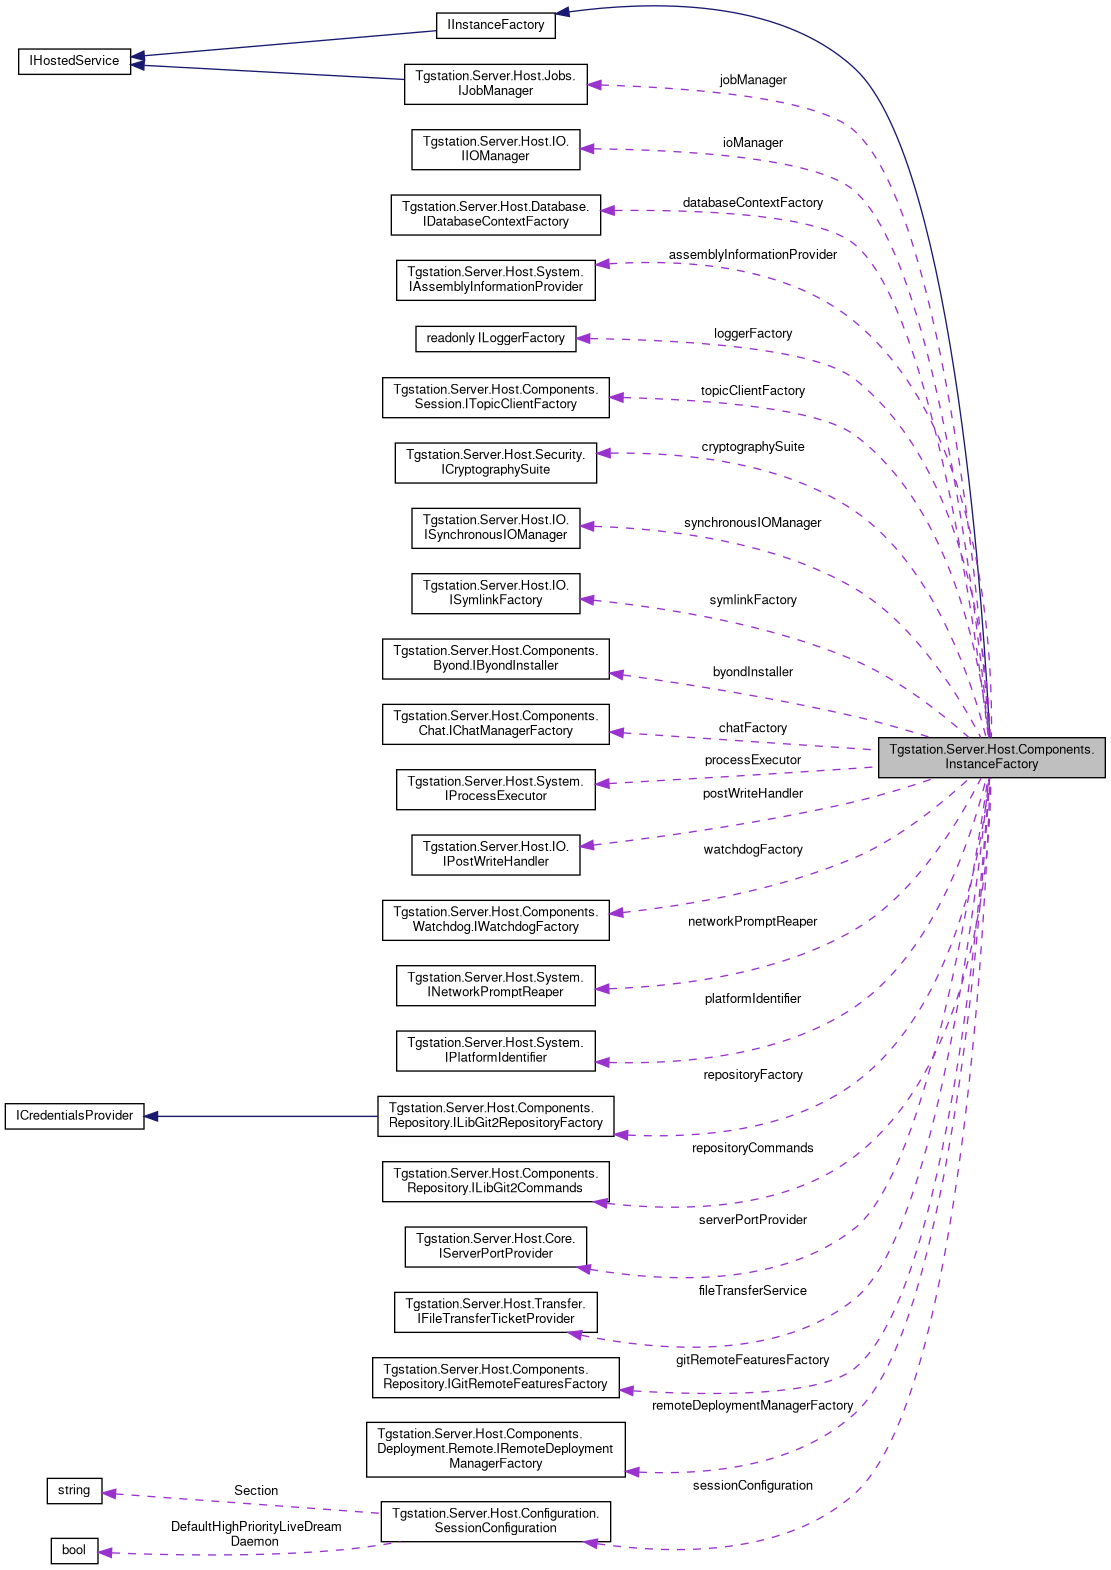 IInstanceFactory
IHostedService
Tgstation.Server.Host.Jobs.
IJobManager
jobManager
Tgstation.Server.Host.IO.
IIOManager
ioManager
Tgstation.Server.Host.Database.
IDatabaseContextFactory
databaseContextFactory
Tgstation.Server.Host.System.
IAssemblyInformationProvider
assemblyInformationProvider
readonly ILoggerFactory
loggerFactory
Tgstation.Server.Host.Components.
Session.ITopicClientFactory
topicClientFactory
Tgstation.Server.Host.Security.
ICryptographySuite
cryptographySuite
Tgstation.Server.Host.IO.
ISynchronousIOManager
synchronousIOManager
Tgstation.Server.Host.IO.
ISymlinkFactory
symlinkFactory
Tgstation.Server.Host.Components.
Byond.IByondInstaller
byondInstaller
Tgstation.Server.Host.Components.
Chat.IChatManagerFactory
chatFactory
Tgstation.Server.Host.Components.
InstanceFactory
Tgstation.Server.Host.System.
IProcessExecutor
processExecutor
Tgstation.Server.Host.IO.
IPostWriteHandler
postWriteHandler
Tgstation.Server.Host.Components.
Watchdog.IWatchdogFactory
watchdogFactory
Tgstation.Server.Host.System.
INetworkPromptReaper
networkPromptReaper
Tgstation.Server.Host.System.
IPlatformIdentifier
platformIdentifier
ICredentialsProvider
Tgstation.Server.Host.Components.
Repository.ILibGit2RepositoryFactory
repositoryFactory
Tgstation.Server.Host.Components.
Repository.ILibGit2Commands
repositoryCommands
Tgstation.Server.Host.Core.
IServerPortProvider
serverPortProvider
Tgstation.Server.Host.Transfer.
IFileTransferTicketProvider
fileTransferService
Tgstation.Server.Host.Components.
Repository.IGitRemoteFeaturesFactory
gitRemoteFeaturesFactory
Tgstation.Server.Host.Components.
Deployment.Remote.IRemoteDeployment
ManagerFactory
remoteDeploymentManagerFactory
string
Section
Tgstation.Server.Host.Configuration.
SessionConfiguration
sessionConfiguration
bool
DefaultHighPriorityLiveDream
Daemon